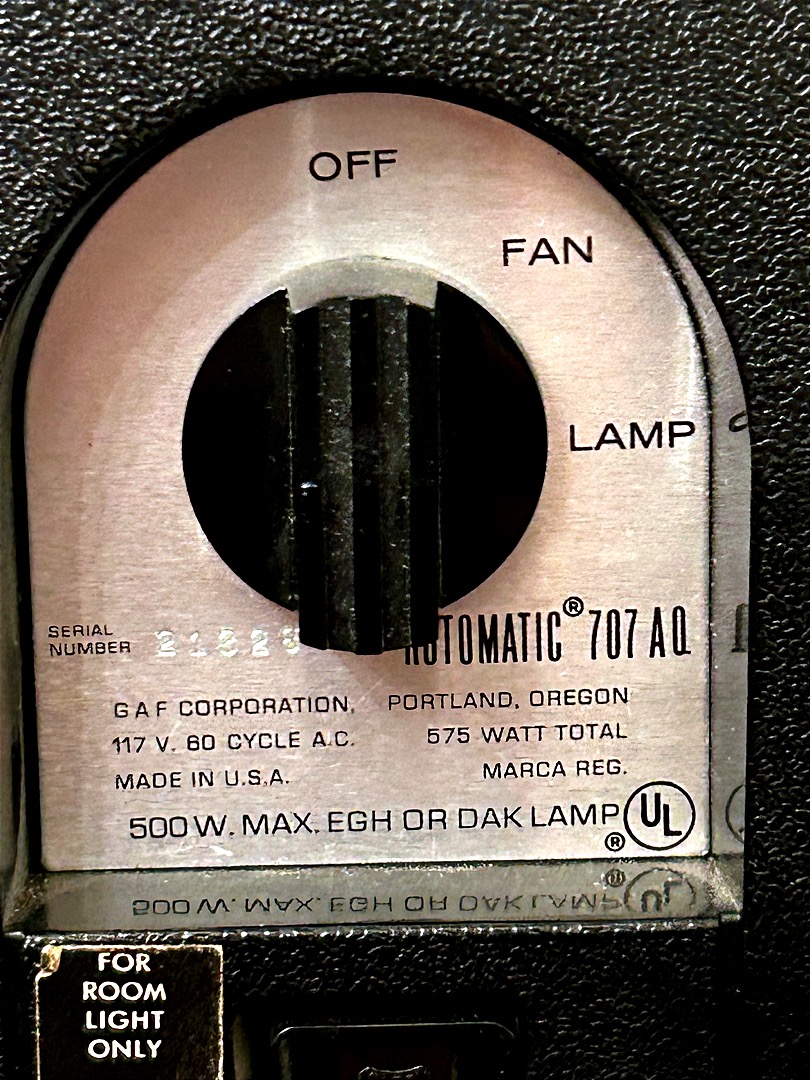 OFF
FAN
LAMP
SERIAL
NUMBER
AUTOMATIC® 707 AQ
G A F CORPORATION, PORTLAND, OREGON
117 V. 60 CYCLE A.C. 575 WATT TOTAL
MADE IN U.S.A. MARCA REG.
500 W. MAX. EGH OR DAK LAMP UL
®
FOR
ROOM
LIGHT
ONLY